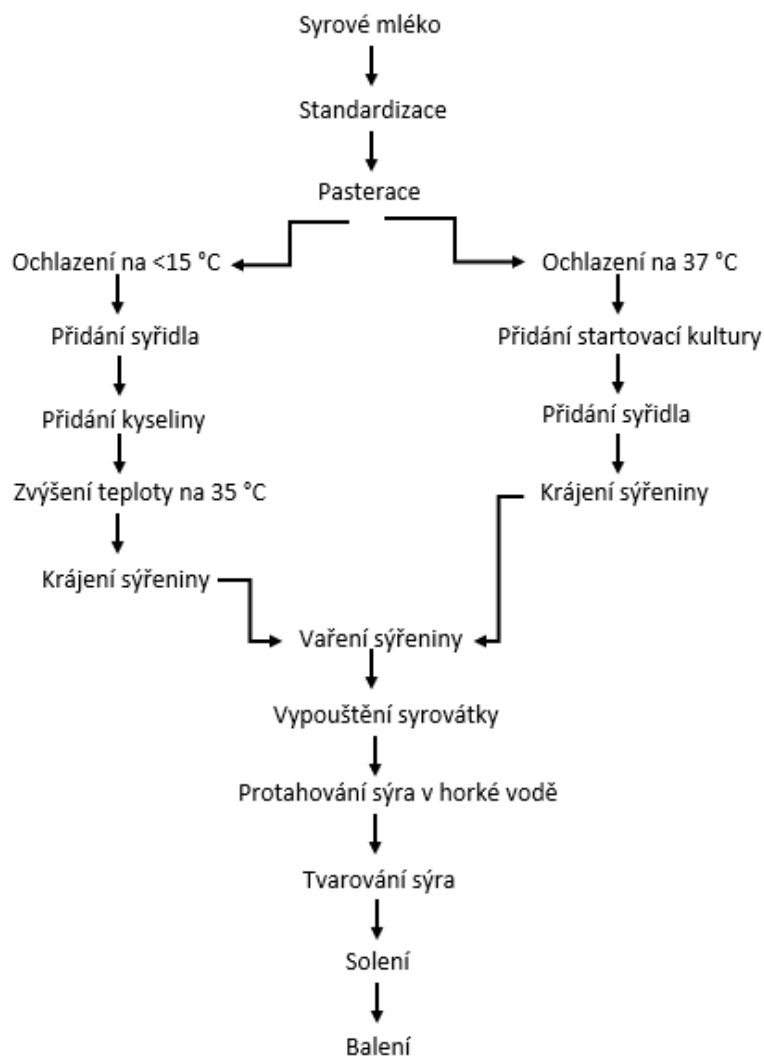 Syrové mléko
Standardizace
Pasterace
Ochlazení na <15 °C
Ochlazení na 37 °C
Přidání syřidla
Přidání startovací kultury
Přidání kyseliny
Přidání syřidla
Zvýšení teploty na 35 °C
Krájení sýřeniny
Krájení sýřeniny
Vaření sýřeniny
Vypouštění syrovátky
Protahování sýra v horké vodě
Tvarování sýra
Solení
Balení